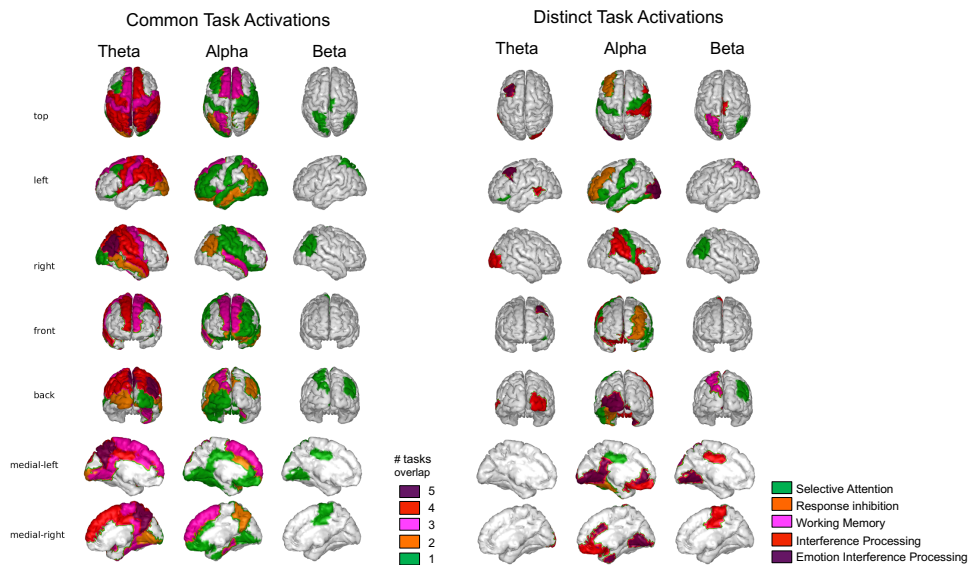 Common Task Activations
Distinct Task Activations
Theta Alpha Beta
Theta Alpha Beta
top
left
right
front
back
medial-left
medial-right
# tasks
overlap
5
4
3
2
1
Selective Attention
Response inhibition
Working Memory
Interference Processing
Emotion Interference Processing